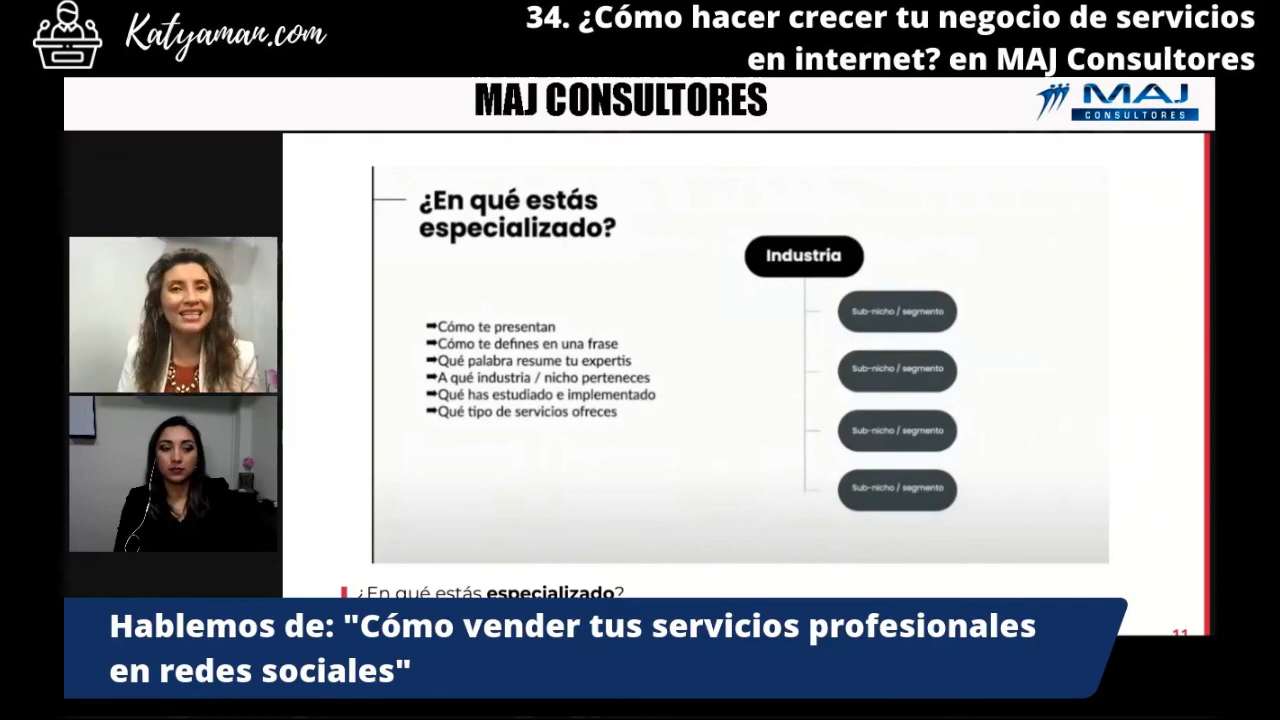 Katyaman.com
34. ¿Cómo hacer crecer tu negocio de servicios
en internet? en MAJ Consultores
MAJ CONSULTORES
MAJ
CONSULTORES
¿En qué estás
especializado?
Industria
Sub-nicho / segmento
Sub-nicho / segmento
Sub-nicho / segmento
Sub-nicho / segmento
➡Cómo te presentan
➡Cómo te defines en una frase
➡Qué palabra resume tu expertis
➡A qué industria / nicho perteneces
➡Qué has estudiado e implementado
➡Qué tipo de servicios ofreces
¿En qué estás especializado?
11
Hablemos de: "Cómo vender tus servicios profesionales
en redes sociales"